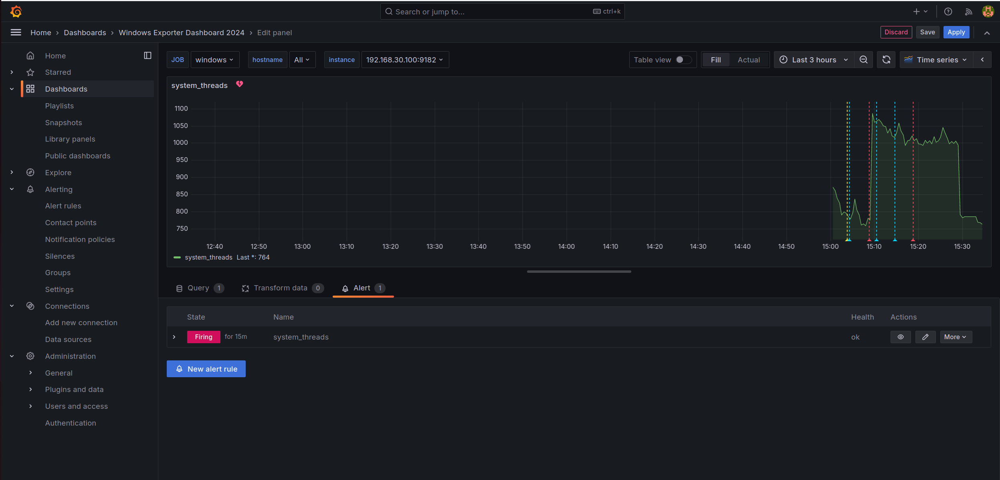 Search or jump to...
ctrl+k
Home › Dashboards › Windows Exporter Dashboard 2024 › Edit panel
Discard
Save
Apply
Home
Starred
Dashboards
Playlists
Snapshots
Library panels
Public dashboards
Explore
Alerting
Alert rules
Contact points
Notification policies
Silences
Groups
Settings
Connections
Add new connection
Data sources
Administration
General
Plugins and data
Users and access
Authentication
JOB
windows
hostname
All
instance
192.168.30.100:9182
Table view
Fill
Actual
Last 3 hours
Time series
system_threads
1100
1050
1000
950
900
850
800
750
12:40
12:50
13:00
13:10
13:20
13:30
13:40
13:50
14:00
14:10
14:20
14:30
14:40
14:50
15:00
15:10
15:20
15:30
system_threads Last *: 764
Query 1
Transform data 0
Alert 1
State
Name
Health
Actions
Firing
for 15m
system_threads
ok
More
New alert rule